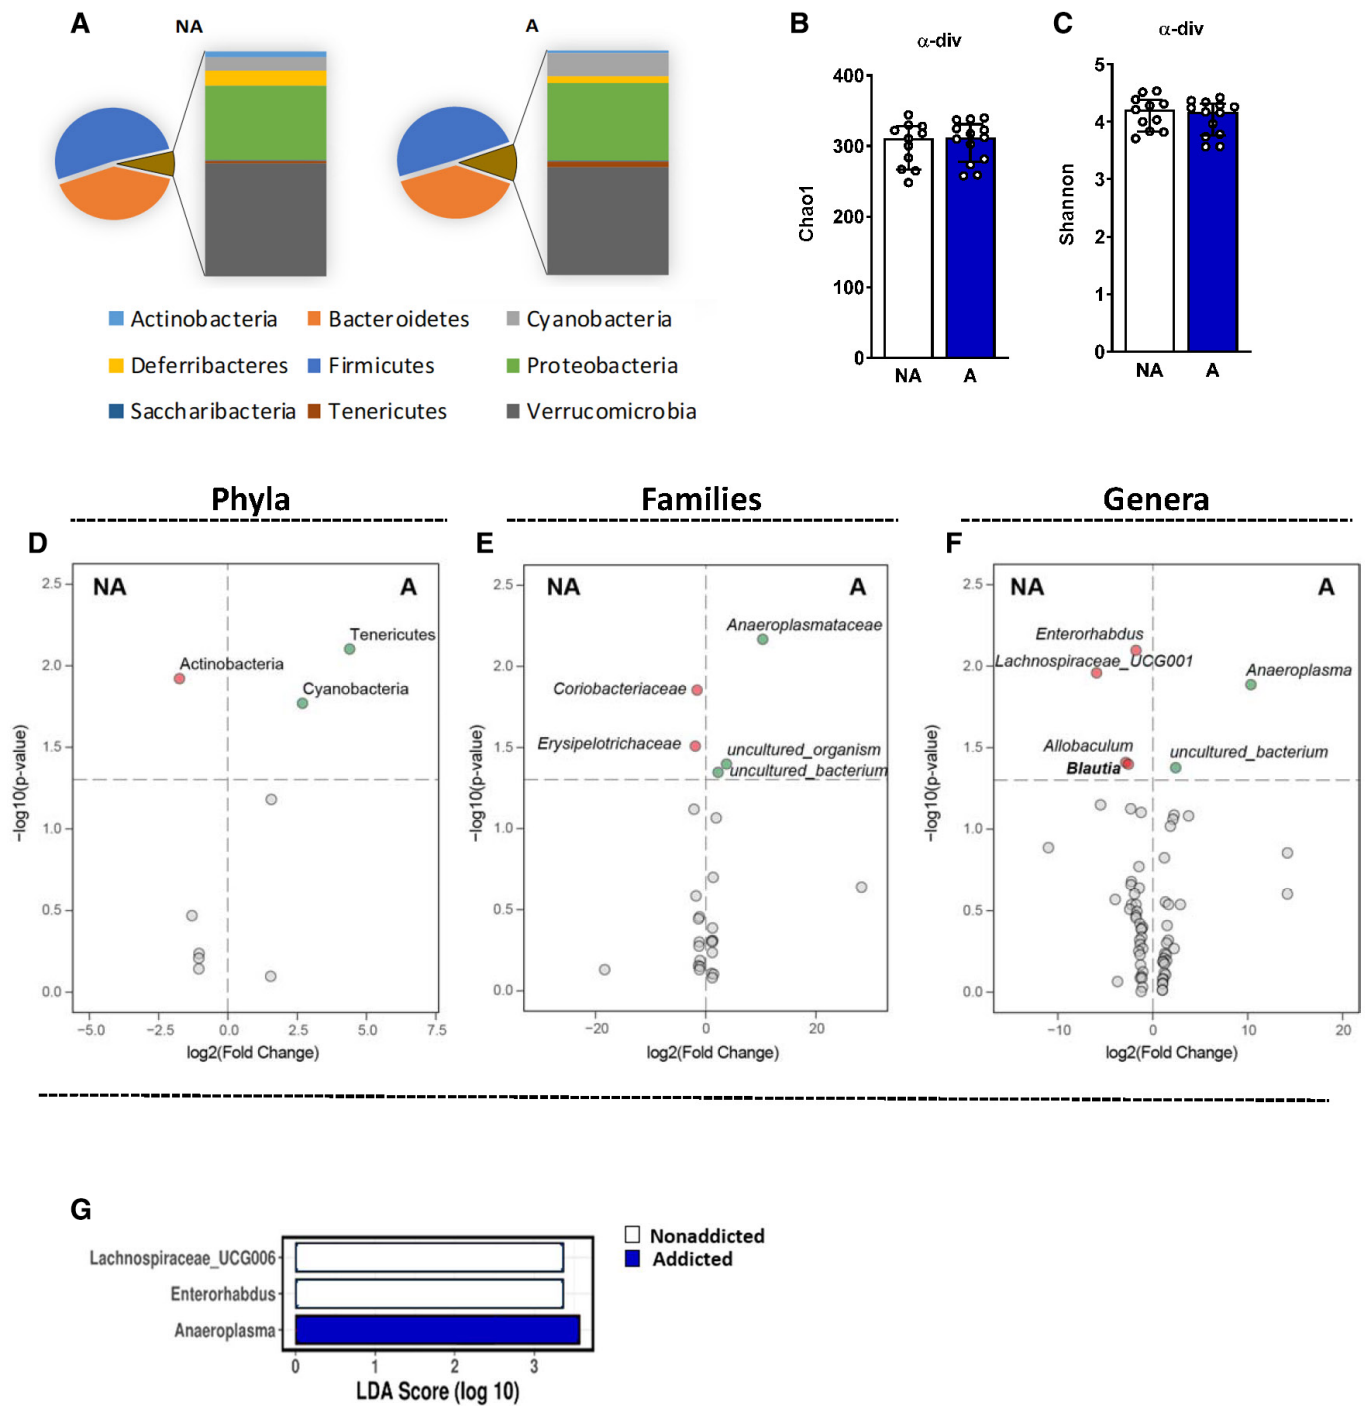 A
NA
A
B
α-div
C
α-div
Actinobacteria
Bacteroidetes
Cyanobacteria
Deferribacteres
Firmicutes
Proteobacteria
Saccharibacteria
Tenericutes
Verrucomicrobia
400
300
200
100
0
Chao1
NA
A
5
4
3
2
1
0
Shannon
NA
A
Phyla
Families
Genera
D
NA
A
Tenericutes
Actinobacteria
Cyanobacteria
2.5
2.0
1.5
1.0
0.5
0.0
−log10(p-value)
−5.0
−2.5
0.0
2.5
5.0
7.5
log2(Fold Change)
E
NA
A
Anaeroplasmataceae
Coriobacteriaceae
Erysipelotrichaceae
uncultured_organism
uncultured_bacterium
2.5
2.0
1.5
1.0
0.5
0.0
−log10(p-value)
−20
0
20
log2(Fold Change)
F
NA
A
Enterorhabdus
Lachnospiraceae_UCG001
Anaeroplasma
Allobaculum
uncultured_bacterium
Blautia
2.5
2.0
1.5
1.0
0.5
0.0
−log10(p-value)
−10
0
10
20
log2(Fold Change)
G
Lachnospiraceae_UCG006
Enterorhabdus
Anaeroplasma
0
1
2
3
LDA Score (log 10)
Nonaddicted
Addicted